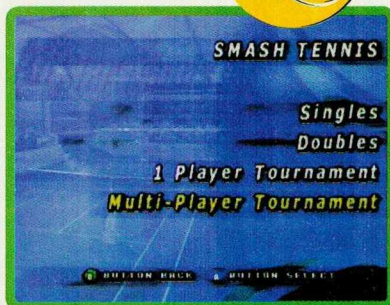 SMASH TENNIS
Singles
Doubles
1 Player Tournament
Multi-Player Tournament
B BUTTON BACK A BUTTON SELECT